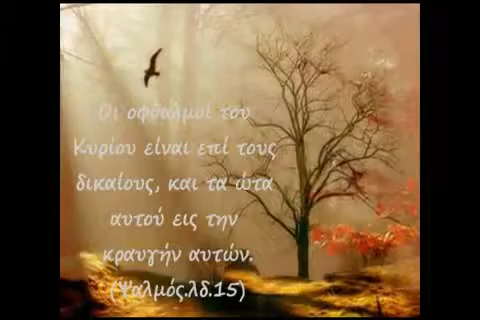 Οι οφθαλμοί του
Κυρίου είναι επί τους
δικαίους, και τα ώτα
αυτού εις την
κραυγήν αυτών.
(Ψαλμός.λδ.15)